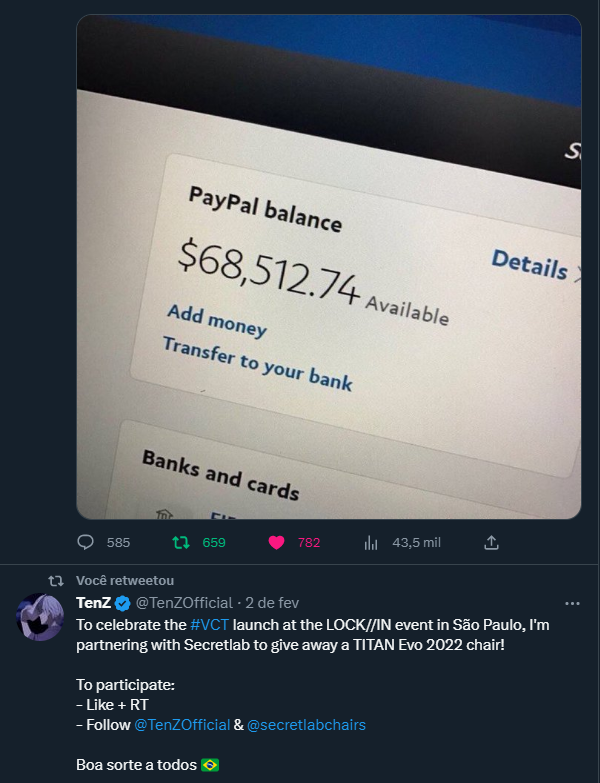 PayPal balance
$68,512.74 Available
Details
Add money
Transfer to your bank
Banks and cards
585 659 782 43,5 mil
Você retweetou
TenZ @TenZOfficial · 2 de fev
To celebrate the #VCT launch at the LOCK//IN event in São Paulo, I'm
partnering with Secretlab to give away a TITAN Evo 2022 chair!
To participate:
- Like + RT
- Follow @TenZOfficial & @secretlabchairs
Boa sorte a todos 🇧🇷